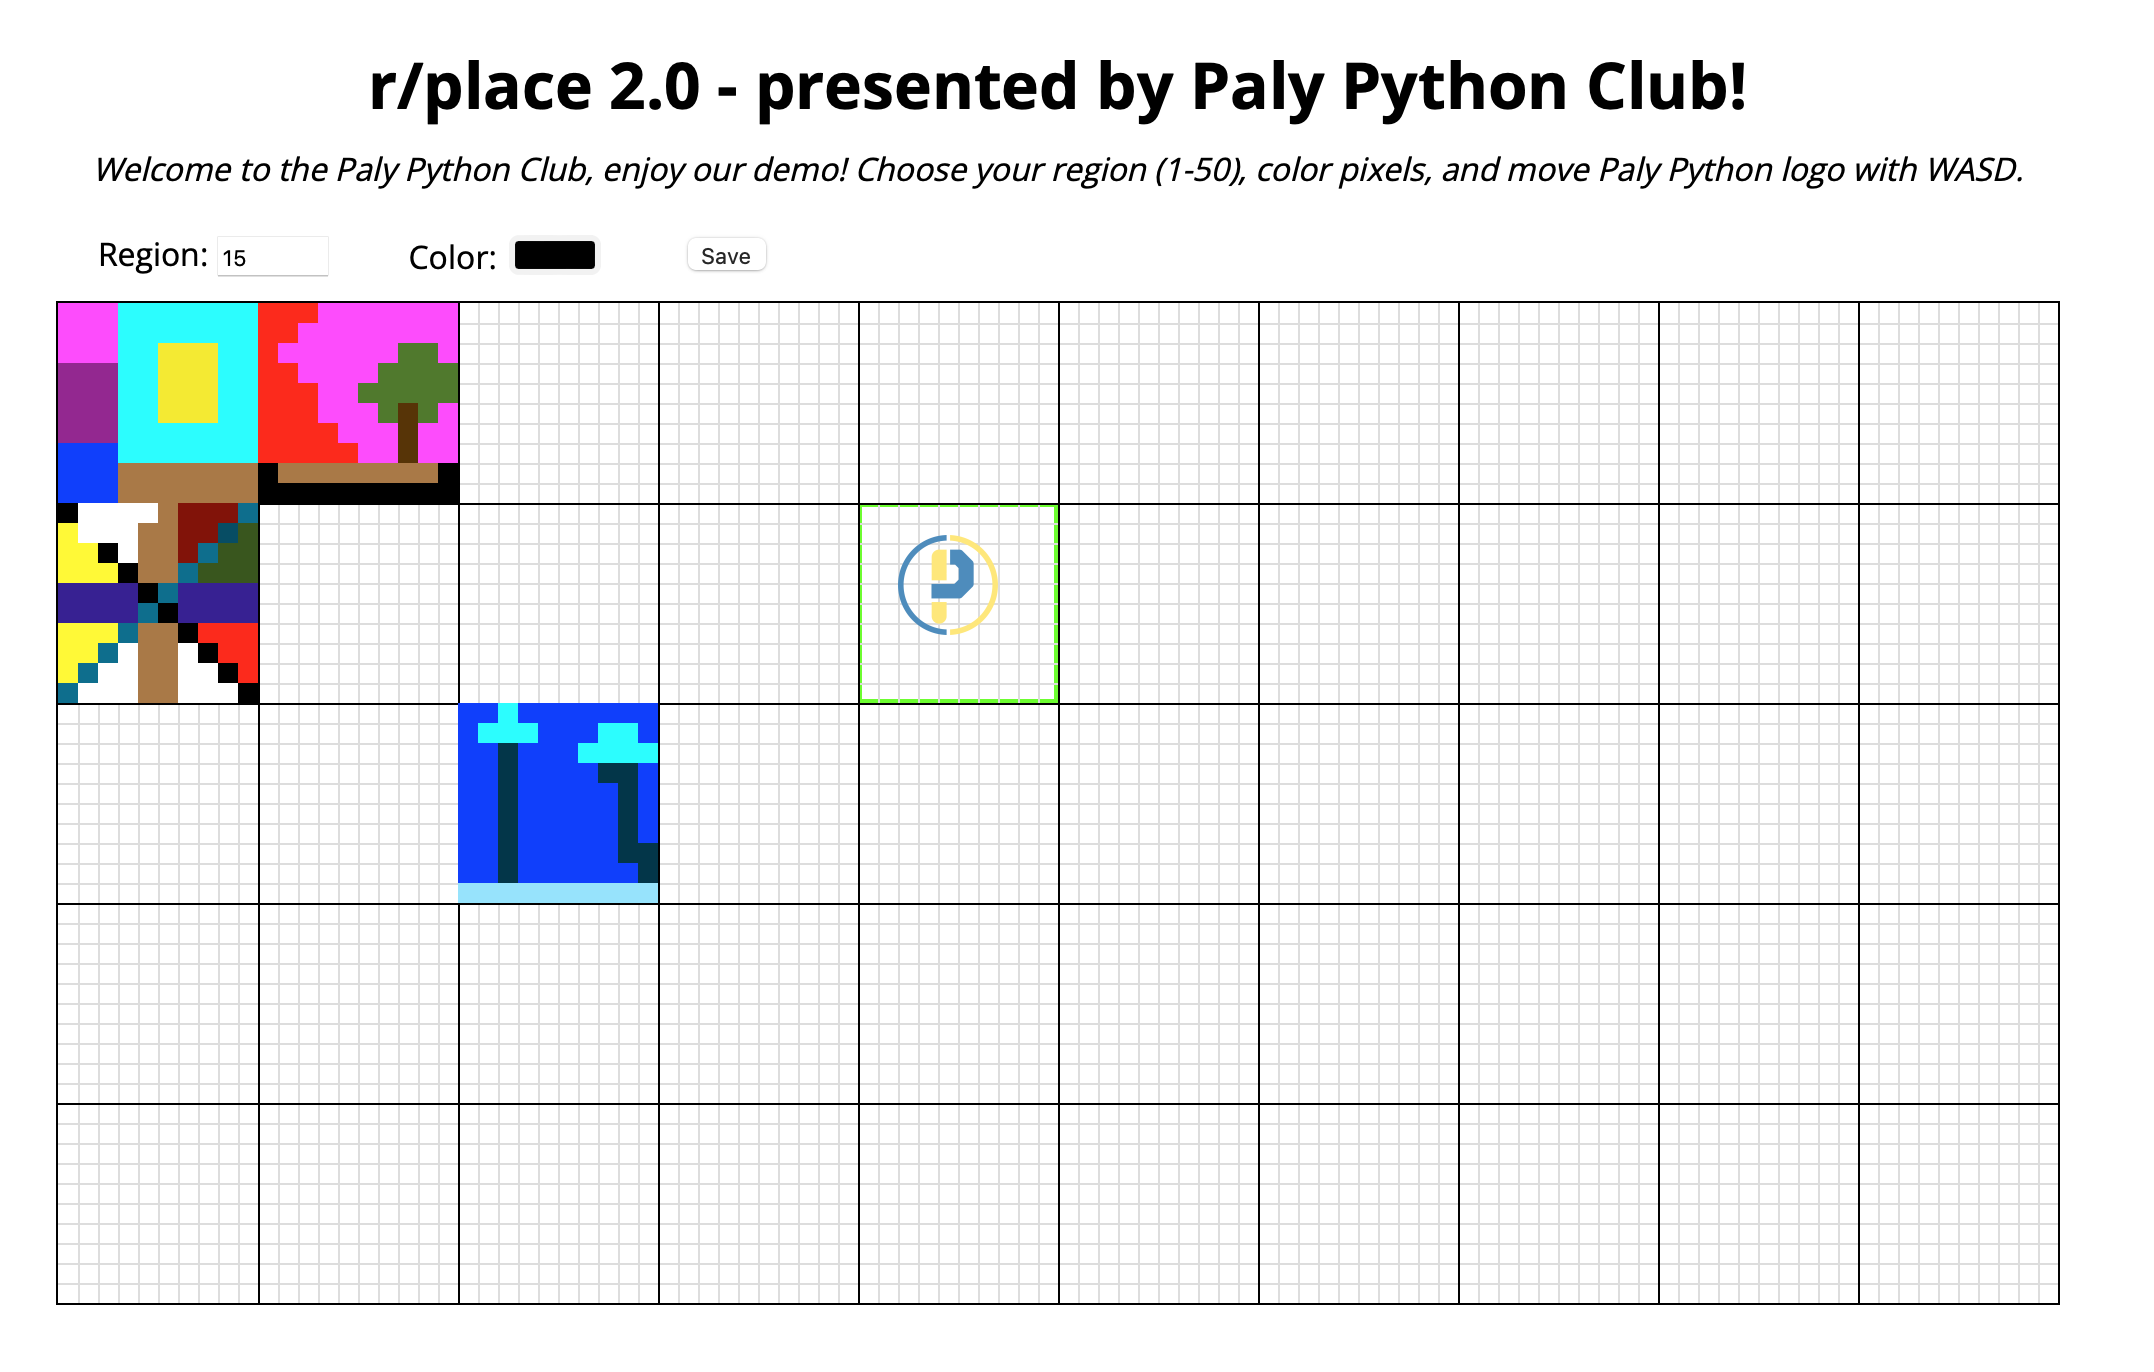 r/place 2.0 - presented by Paly Python Club!
Welcome to the Paly Python Club, enjoy our demo! Choose your region (1-50), color pixels, and move Paly Python logo with WASD.
Region: 15 Color: Save